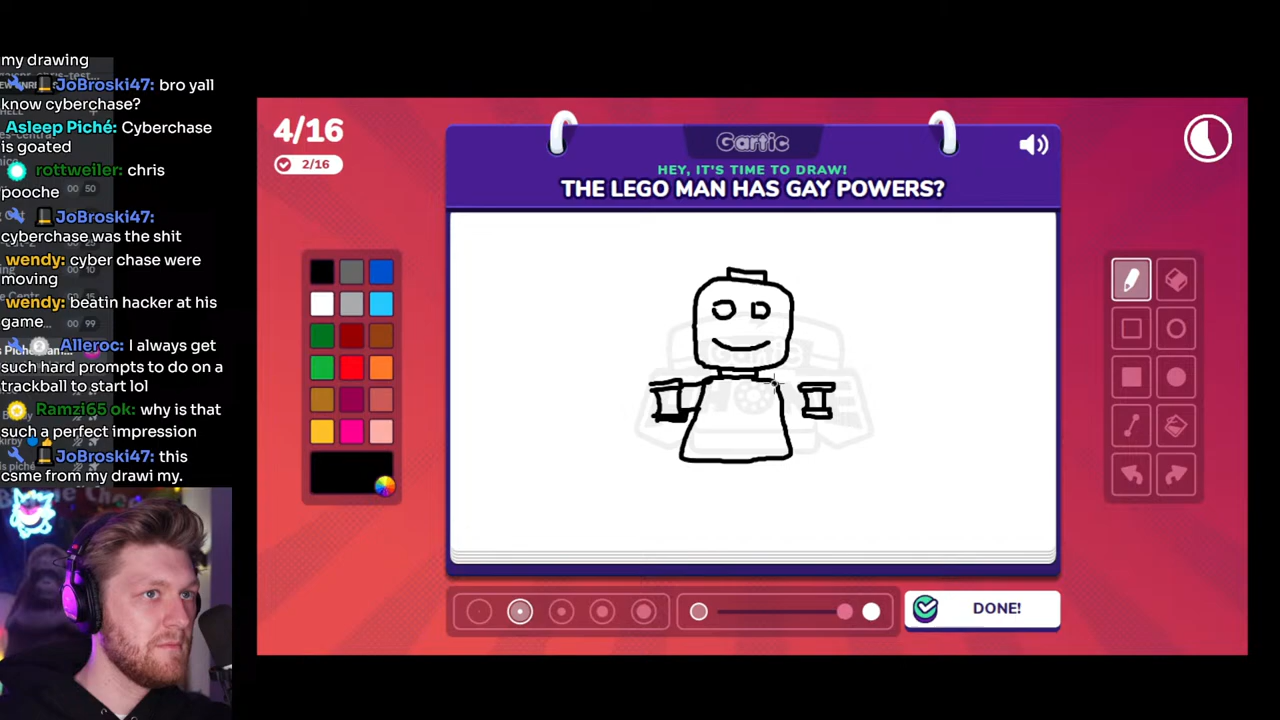 my drawing
JoBroski47: bro yall
know cyberchase?
Asleep Piché: Cyberchase
is goated
rottweiler: chris
pooche
JoBroski47:
cyberchase was the shit
wendy: cyber chase were
moving
wendy: beatin hacker at his
game...
Alleroc: I always get
such hard prompts to do on a
trackball to start lol
Ramzi65 ok: why is that
such a perfect impression
JoBroski47: this
csme from my drawi my.
4/16
2/16
Gartic
HEY, IT'S TIME TO DRAW!
THE LEGO MAN HAS GAY POWERS?
DONE!